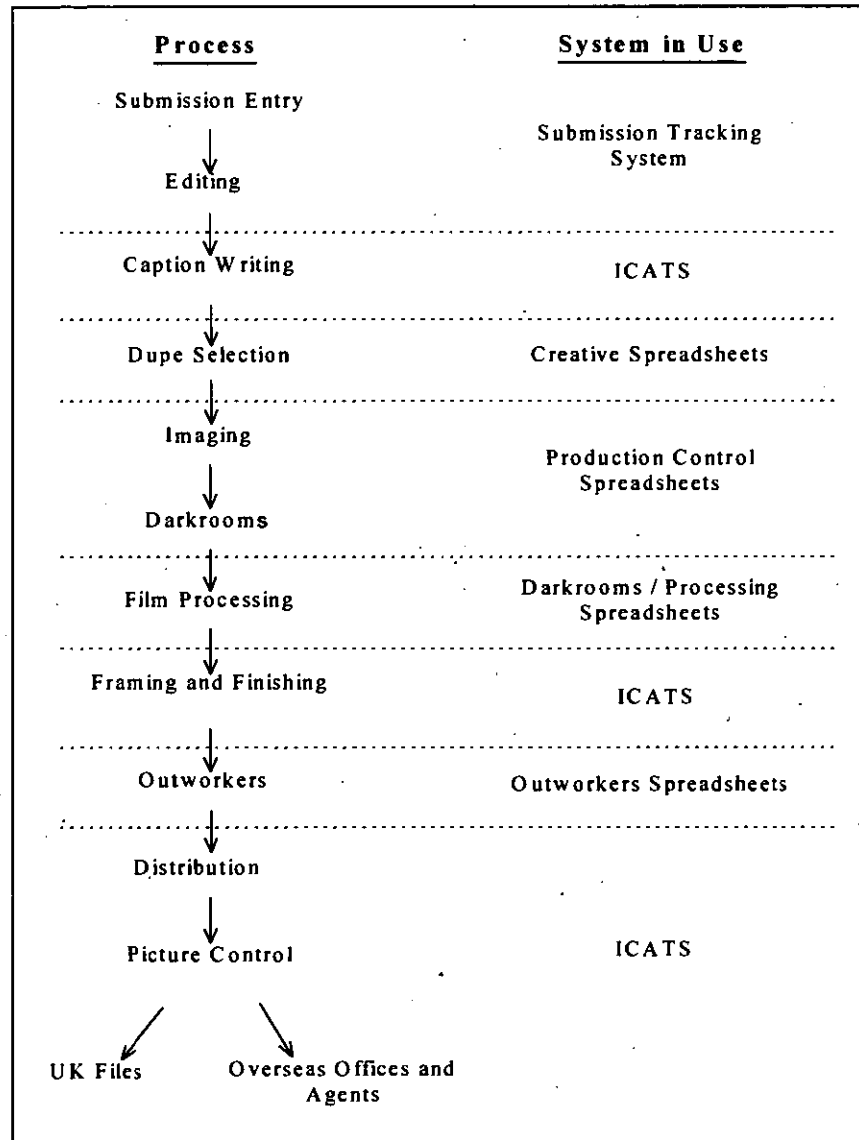 Process
System in Use
Submission Entry
Submission Tracking
System
Editing
Caption Writing
ICATS
Dupe Selection
Creative Spreadsheets
Imaging
Production Control
Spreadsheets
Darkrooms
Film Processing
Darkrooms / Processing
Spreadsheets
Framing and Finishing
ICATS
Outworkers
Outworkers Spreadsheets
Distribution
Picture Control
ICATS
UK Files
Overseas Offices and
Agents